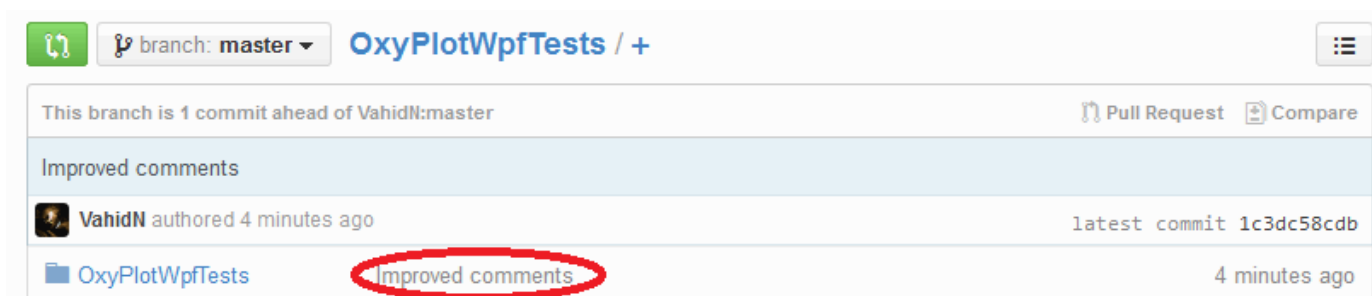 branch: master OxyPlotWpfTests / +
This branch is 1 commit ahead of VahidN:master Pull Request Compare
Improved comments
VahidN authored 4 minutes ago latest commit 1c3dc58cdb
OxyPlotWpfTests Improved comments 4 minutes ago